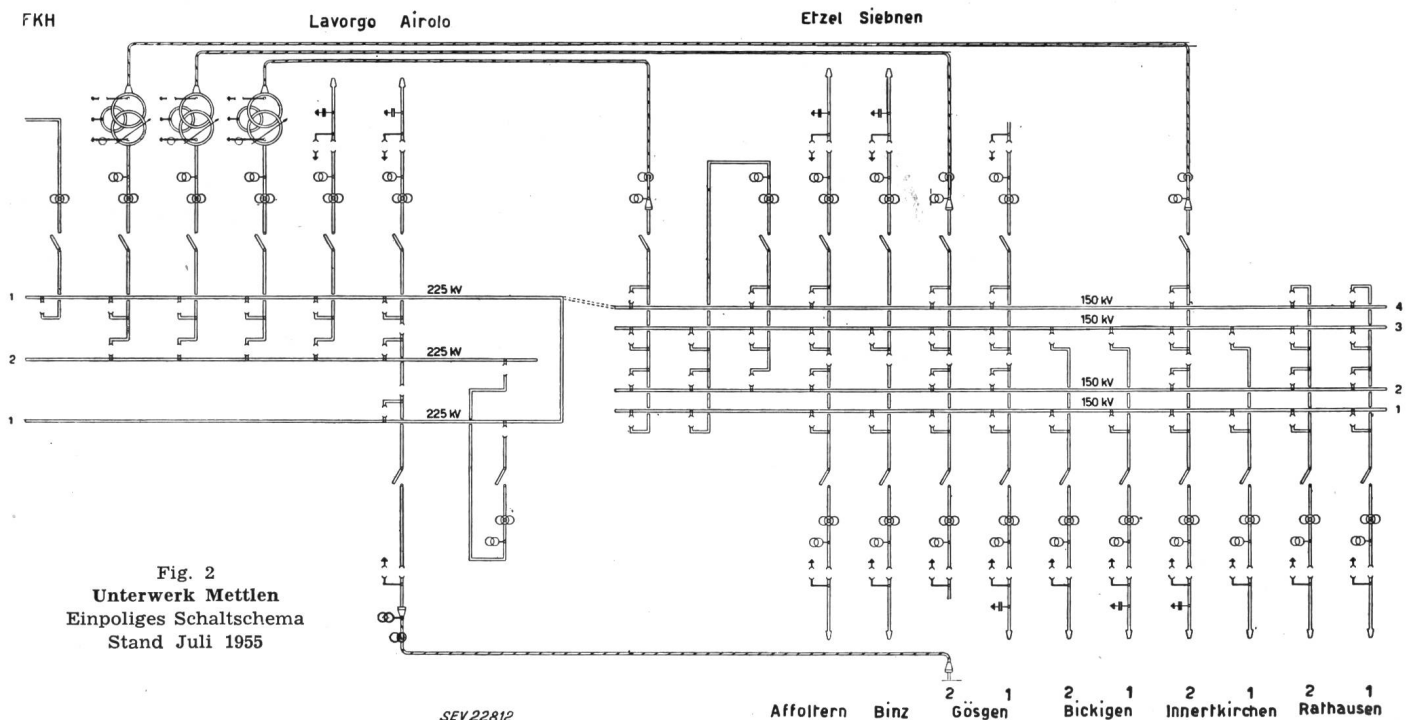 FKH
Lavorgo Airolo
Etzel Siebnen
1
225 kV
2
225 kV
1
225 kV
150 kV
4
150 kV
3
150 kV
2
150 kV
1
Fig. 2
Unterwerk Mettlen
Einpoliges Schaltschema
Stand Juli 1955
SEV 22812
2 1 2 1 2 1 2 1
Affoltern Binz Gösgen Bickigen Innertkirchen Rathausen